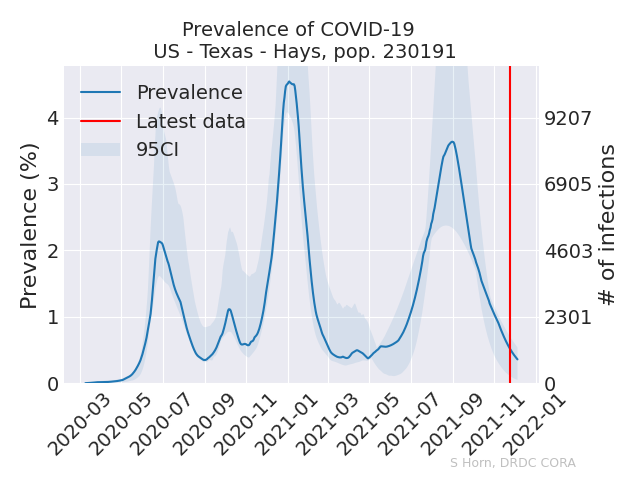 Prevalence of COVID-19
US - Texas - Hays, pop. 230191
Prevalence
Latest data
95CI
Prevalence (%)
4
3
2
1
0
9207
6905
4603
2301
0
# of infections
2020-03
2020-05
2020-07
2020-09
2020-11
2021-01
2021-03
2021-05
2021-07
2021-09
2021-11
2022-01
S Horn, DRDC CORA